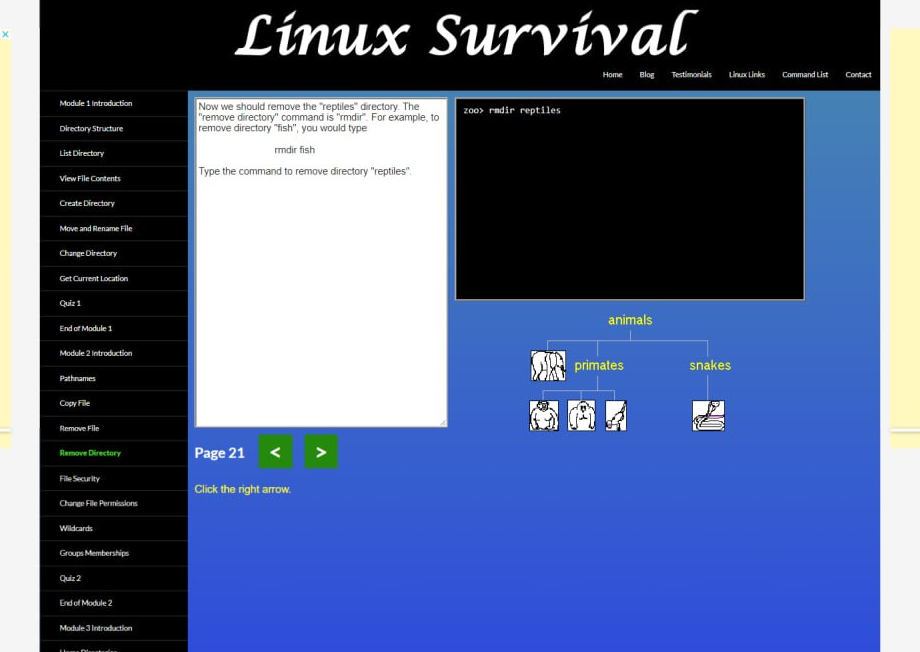 Linux Survival
Home Blog Testimonials Linux Links Command List Contact
Module 1 Introduction
Directory Structure
List Directory
View File Contents
Create Directory
Move and Rename File
Change Directory
Get Current Location
Quiz 1
End of Module 1
Module 2 Introduction
Pathnames
Copy File
Remove File
Remove Directory
File Security
Change File Permissions
Wildcards
Groups Memberships
Quiz 2
End of Module 2
Module 3 Introduction
Now we should remove the "reptiles" directory. The
"remove directory" command is "rmdir". For example, to
remove directory "fish", you would type
rmdir fish
Type the command to remove directory "reptiles".
Page 21 < >
Click the right arrow.
zoo> rmdir reptiles
animals
primates snakes